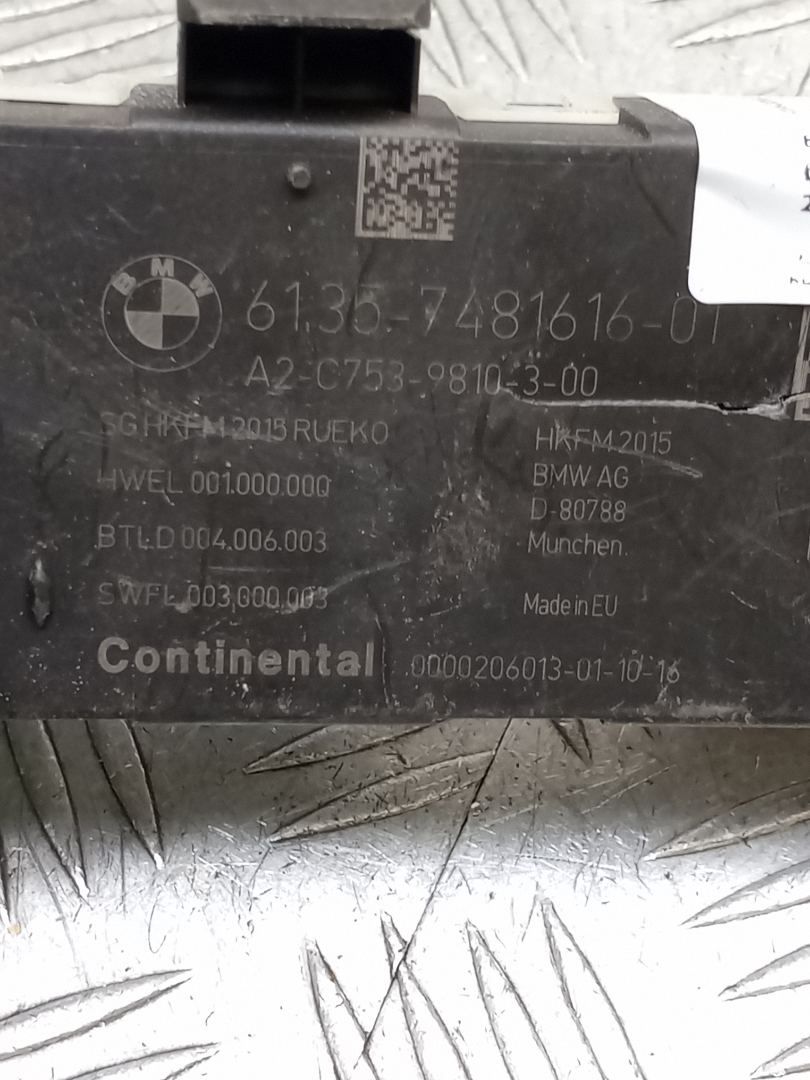 BMW
61.35-7481616-01
A2-C753-9810-3-00
SG HKFM 2015 RUEKO
HWEL 001.000.000
BTLD 004.006.003
SWFL 003.000.003
Continental
HKFM 2015
BMW AG
D-80788
Munchen.
Made in EU
0000206013-01-10-16